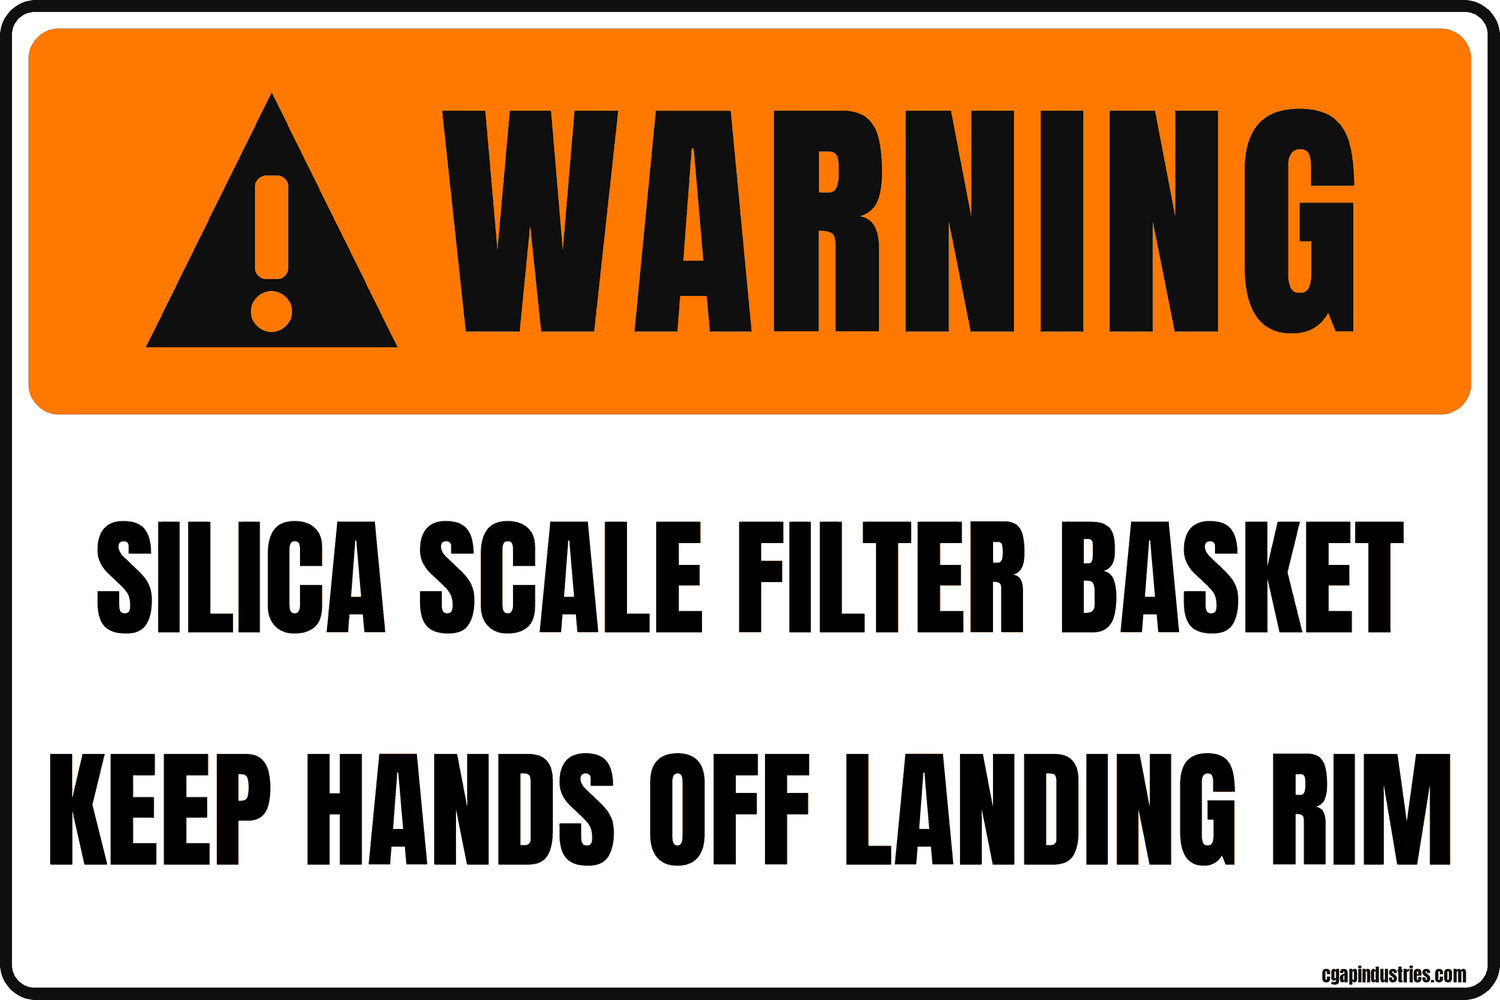 WARNING
SILICA SCALE FILTER BASKET
KEEP HANDS OFF LANDING RIM
cgapindustries.com